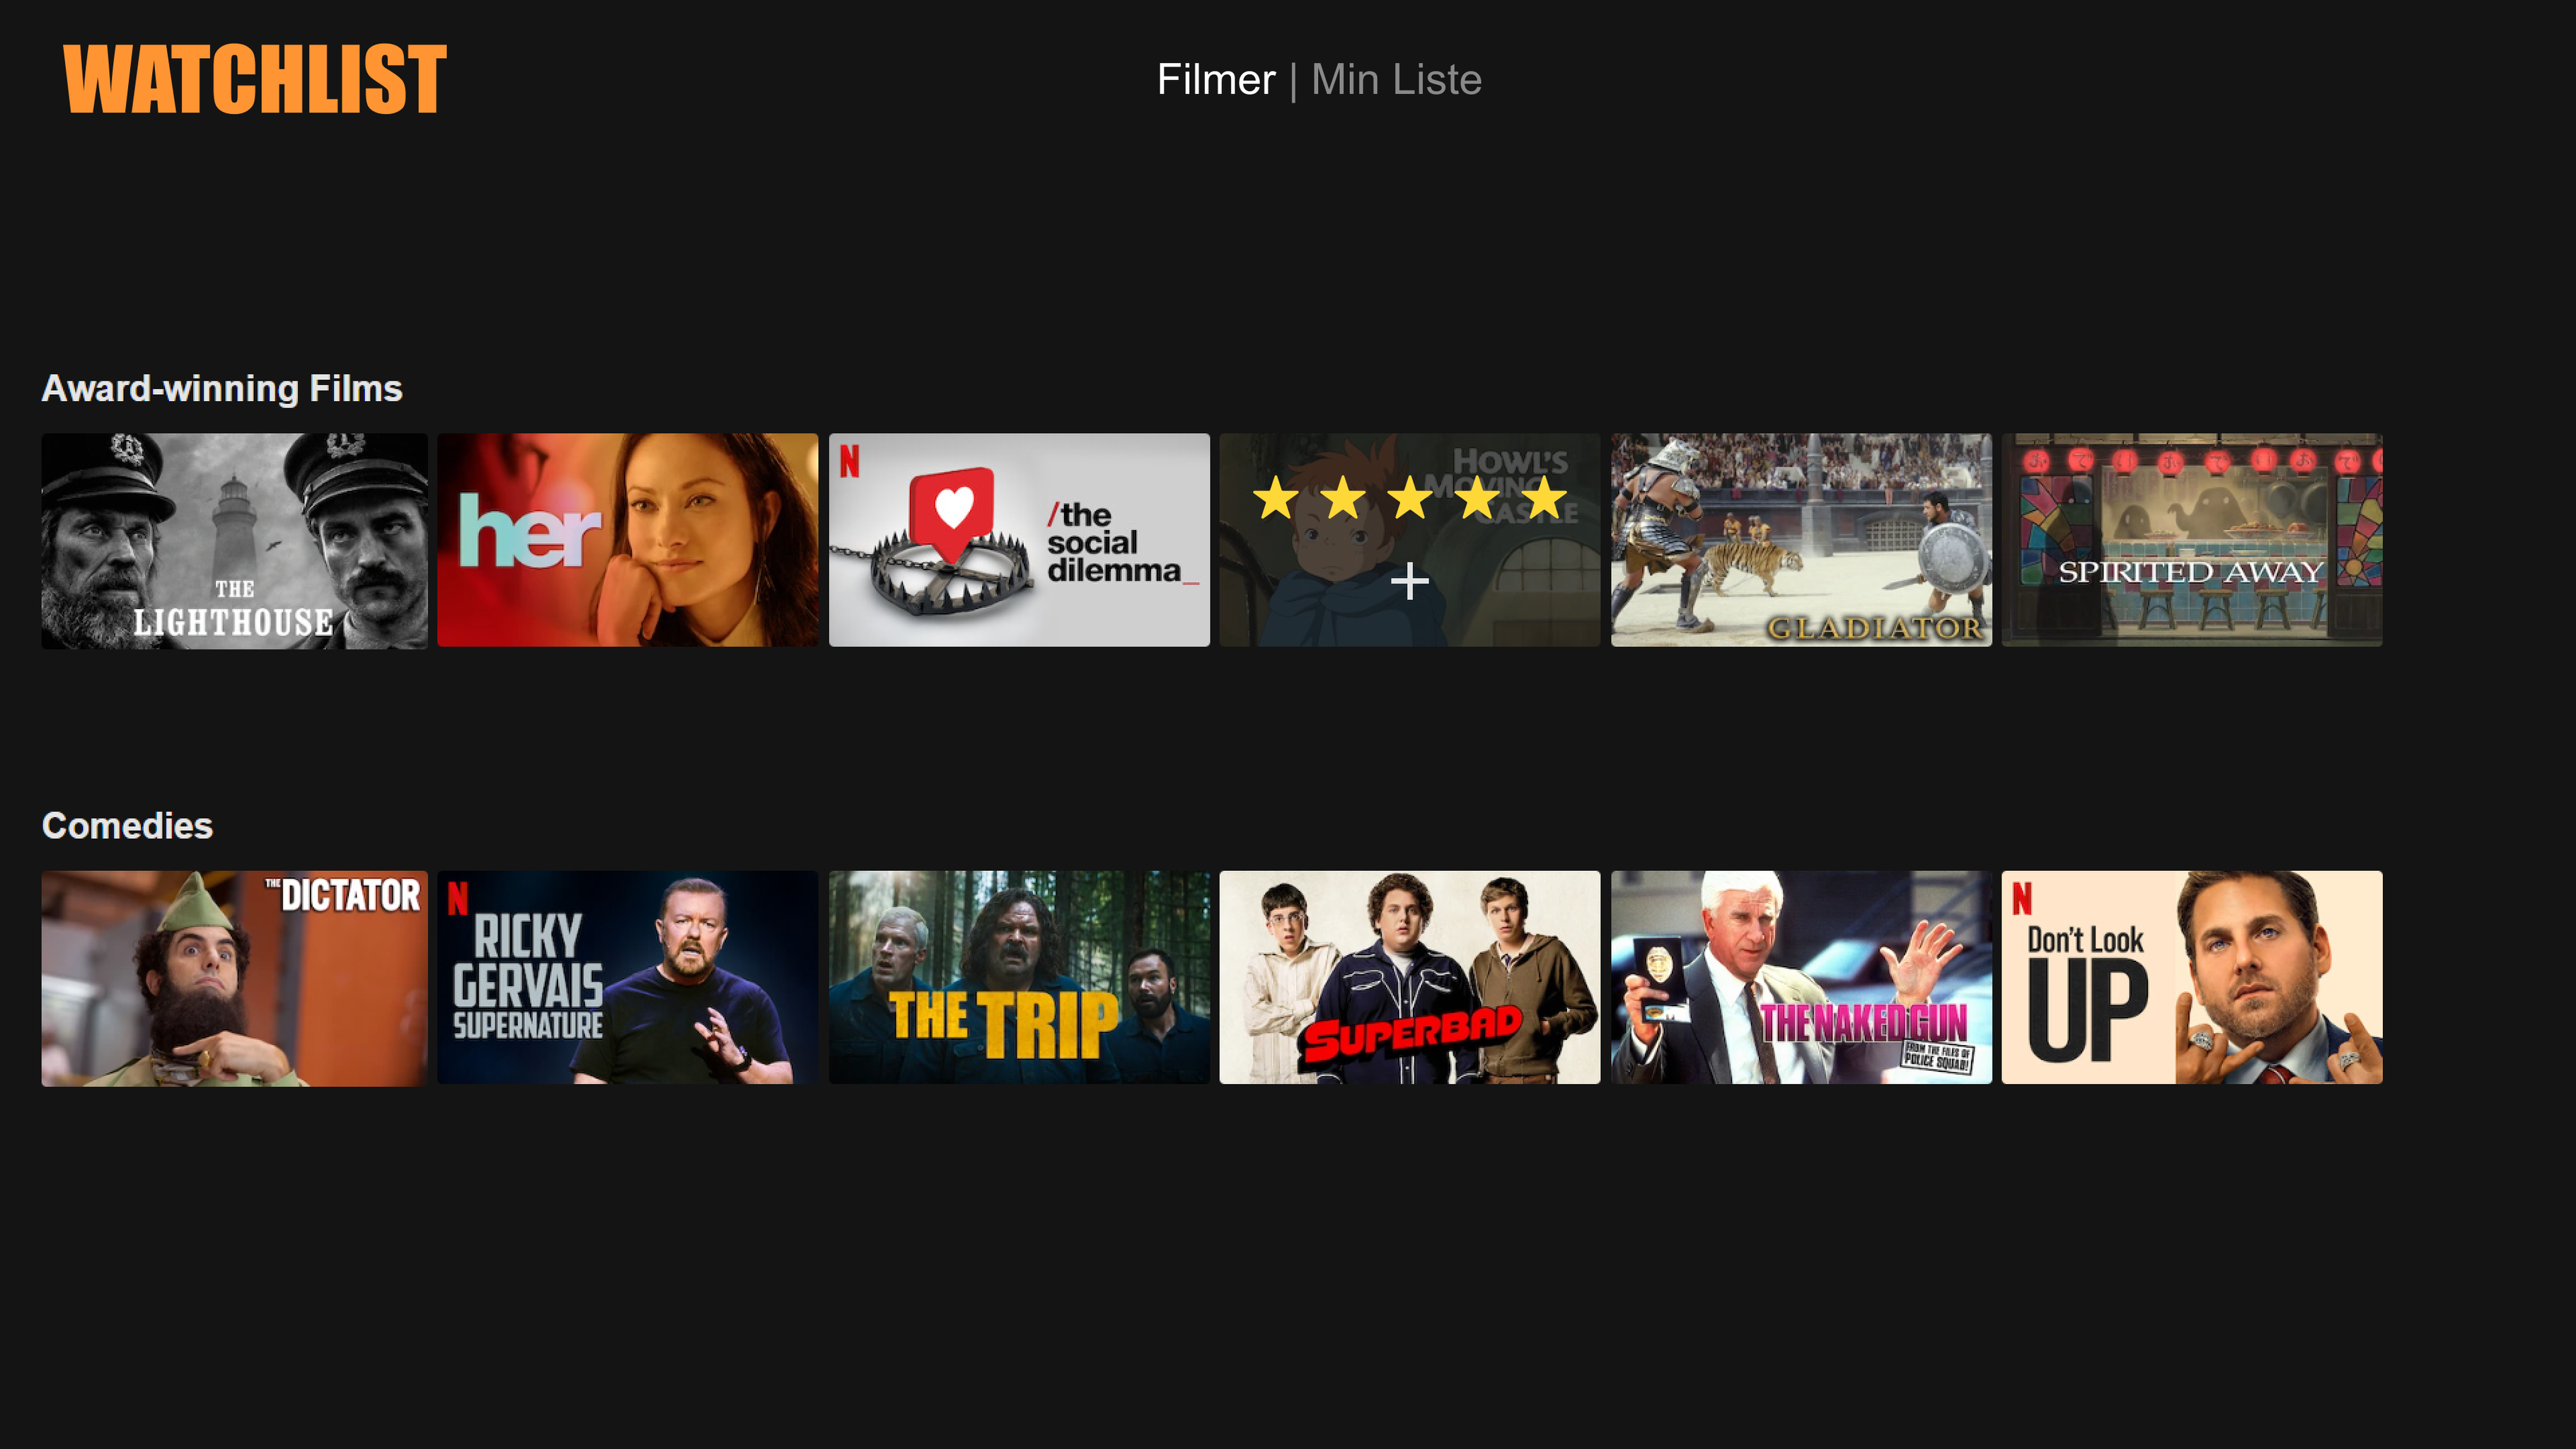 WATCHLIST
Filmer | Min Liste
Award-winning Films
THE
LIGHTHOUSE
her
N
/the
social
dilemma_
HOWL'S
MOVING
CASTLE
GLADIATOR
SPIRITED AWAY
Comedies
THE DICTATOR
N
RICKY
GERVAIS
SUPERNATURE
THE TRIP
SUPERBAD
THE NAKED GUN
FROM THE FILES OF
POLICE SQUAD!
N
Don't Look
UP